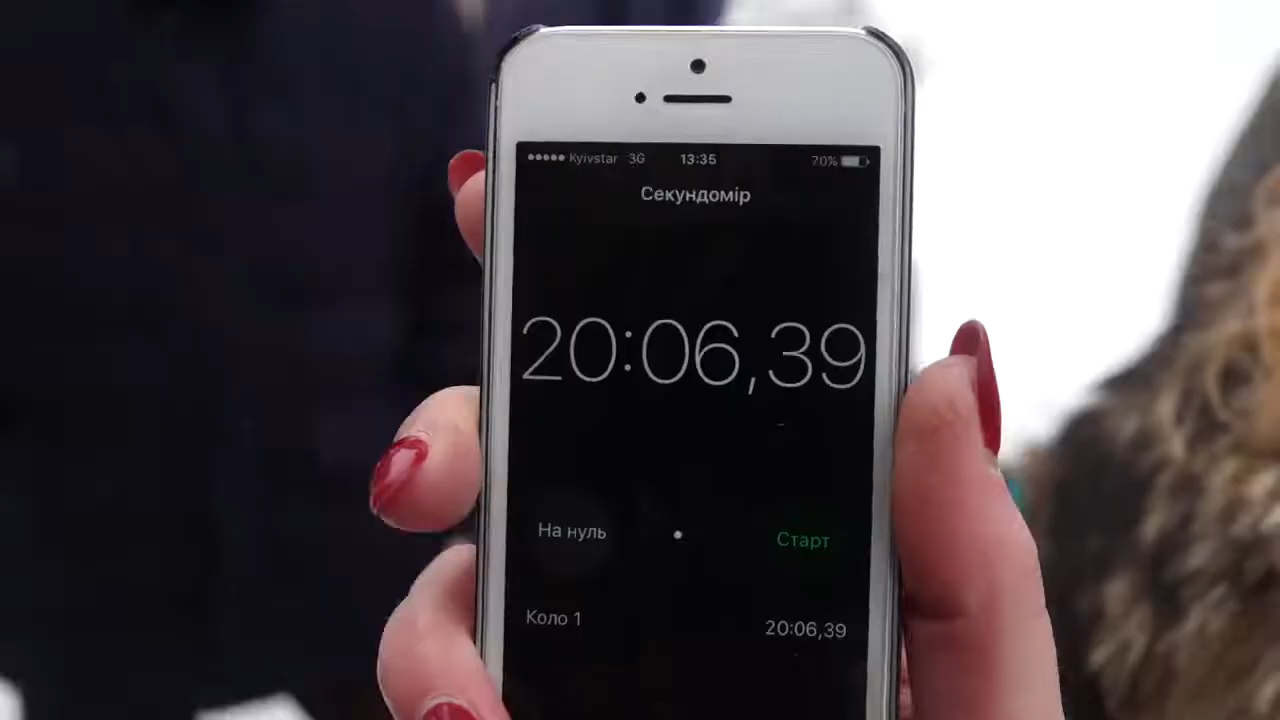 Kyivstar 3G 13:35 70%
Секундомір
20:06,39
На нуль Старт
Коло 1 20:06,39